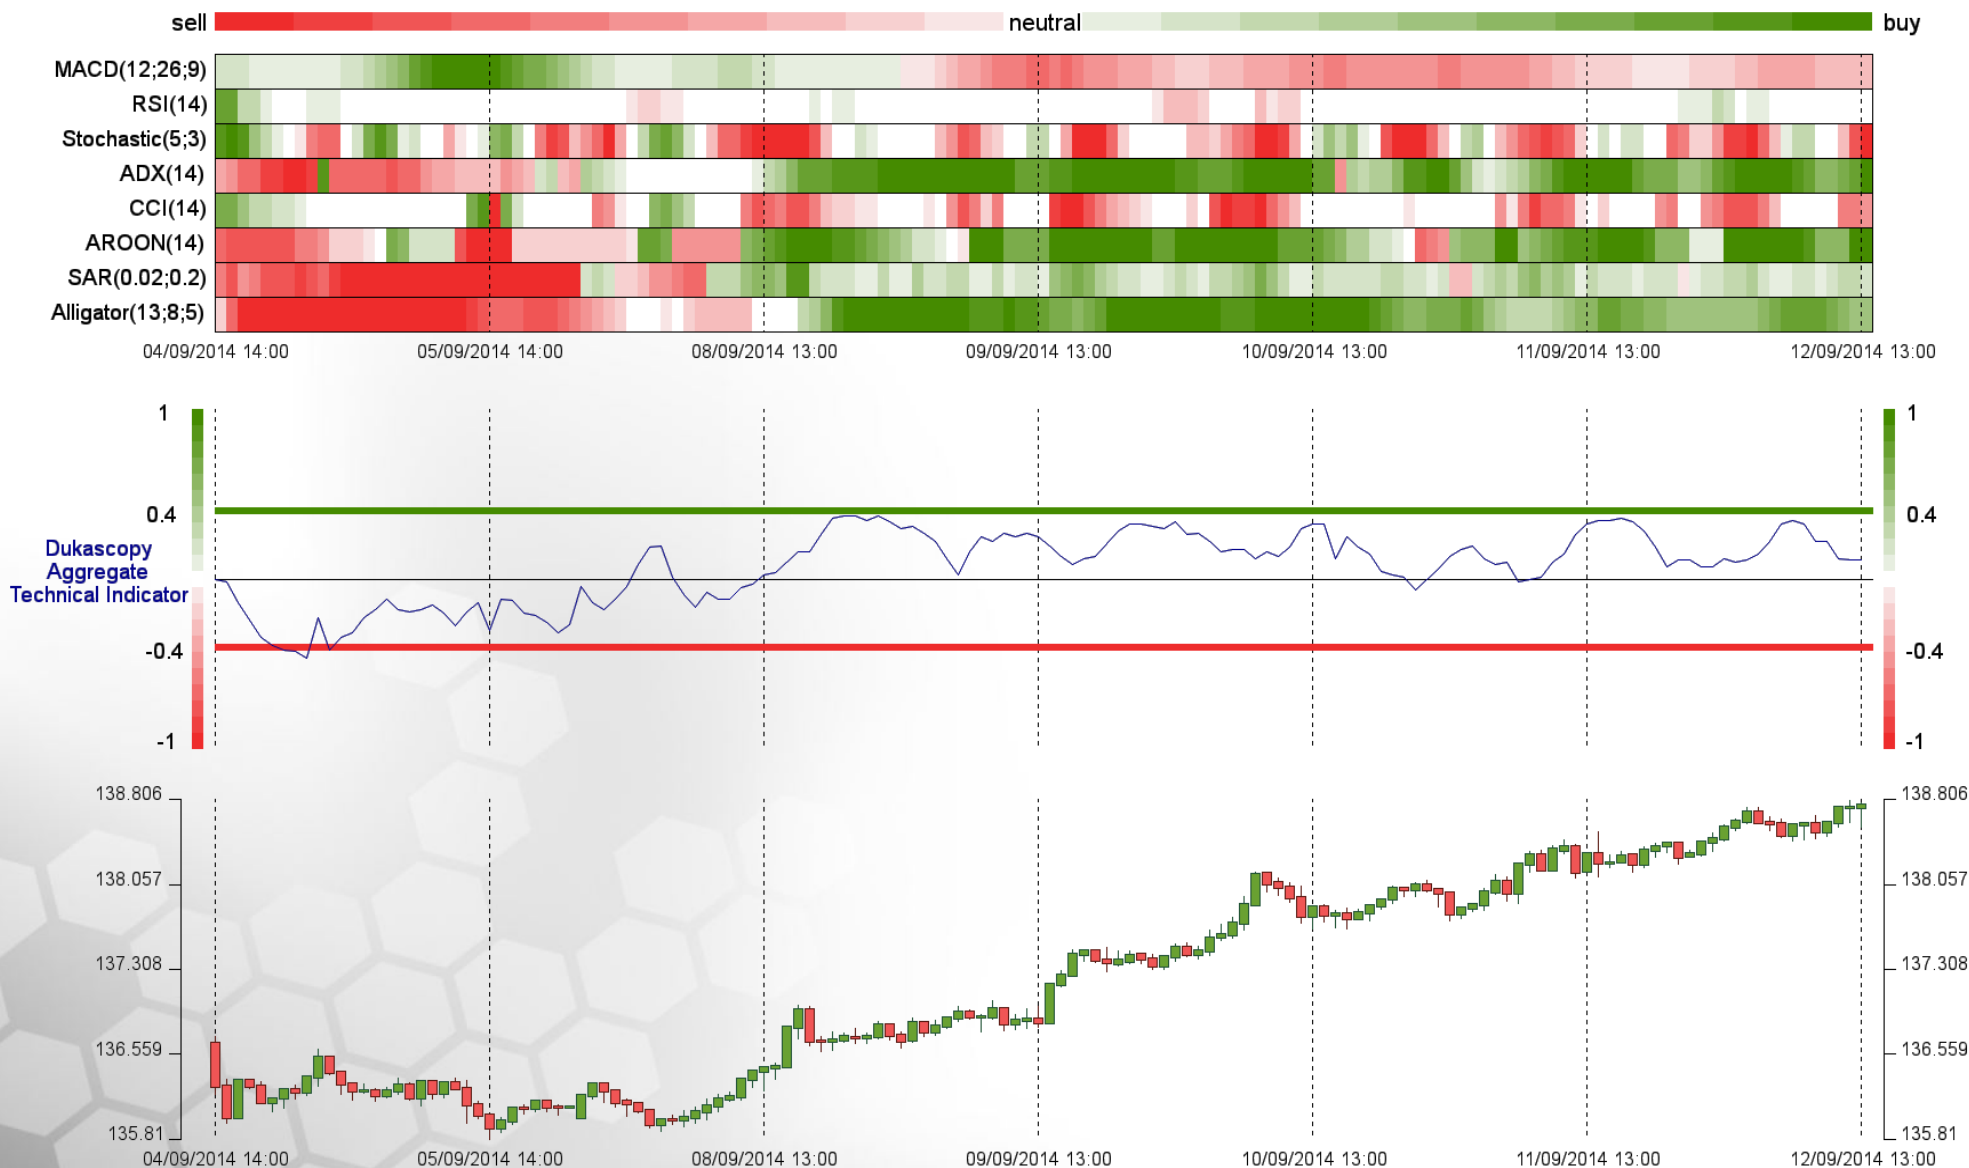 sell neutral buy
MACD(12;26;9)
RSI(14)
Stochastic(5;3)
ADX(14)
CCI(14)
AROON(14)
SAR(0.02;0.2)
Alligator(13;8;5)
04/09/2014 14:00 05/09/2014 14:00 08/09/2014 13:00 09/09/2014 13:00 10/09/2014 13:00 11/09/2014 13:00 12/09/2014 13:00
1 1
0.4 0.4
Dukascopy
Aggregate
Technical Indicator
-0.4 -0.4
-1 -1
138.806 138.806
138.057 138.057
137.308 137.308
136.559 136.559
135.81 135.81
04/09/2014 14:00 05/09/2014 14:00 08/09/2014 13:00 09/09/2014 13:00 10/09/2014 13:00 11/09/2014 13:00 12/09/2014 13:00